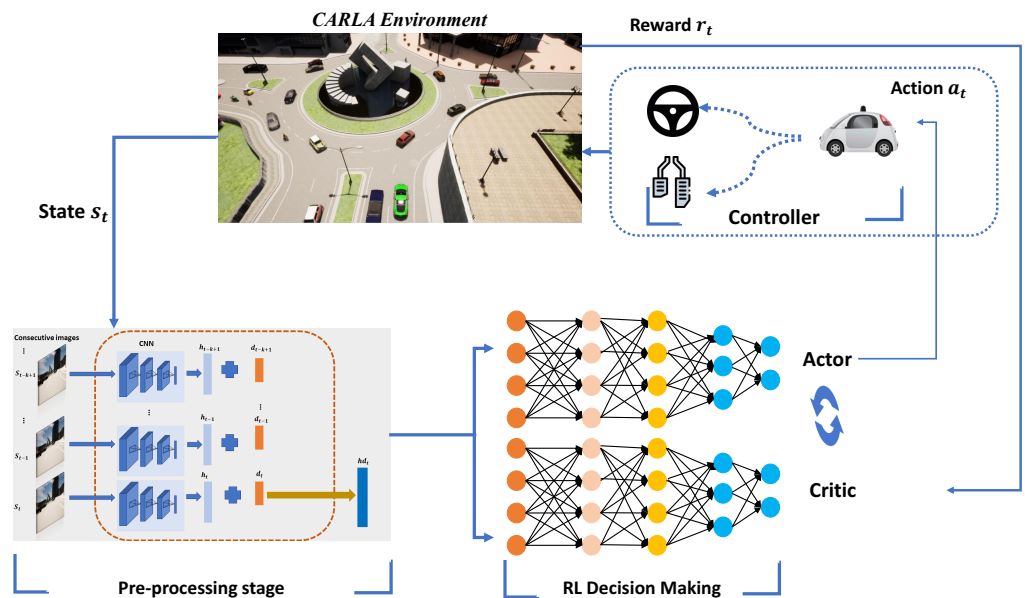 CARLA Environment
Reward r_t
Action a_t
Controller
State s_t
Consecutive images
⋮
CNN
h_{t-k+1}
d_{t-k+1}
S_{t-k+1}
⋮
⋮
⋮
h_{t-1}
d_{t-1}
S_{t-1}
h_t
d_t
hd_t
S_t
Actor
Critic
Pre-processing stage
RL Decision Making